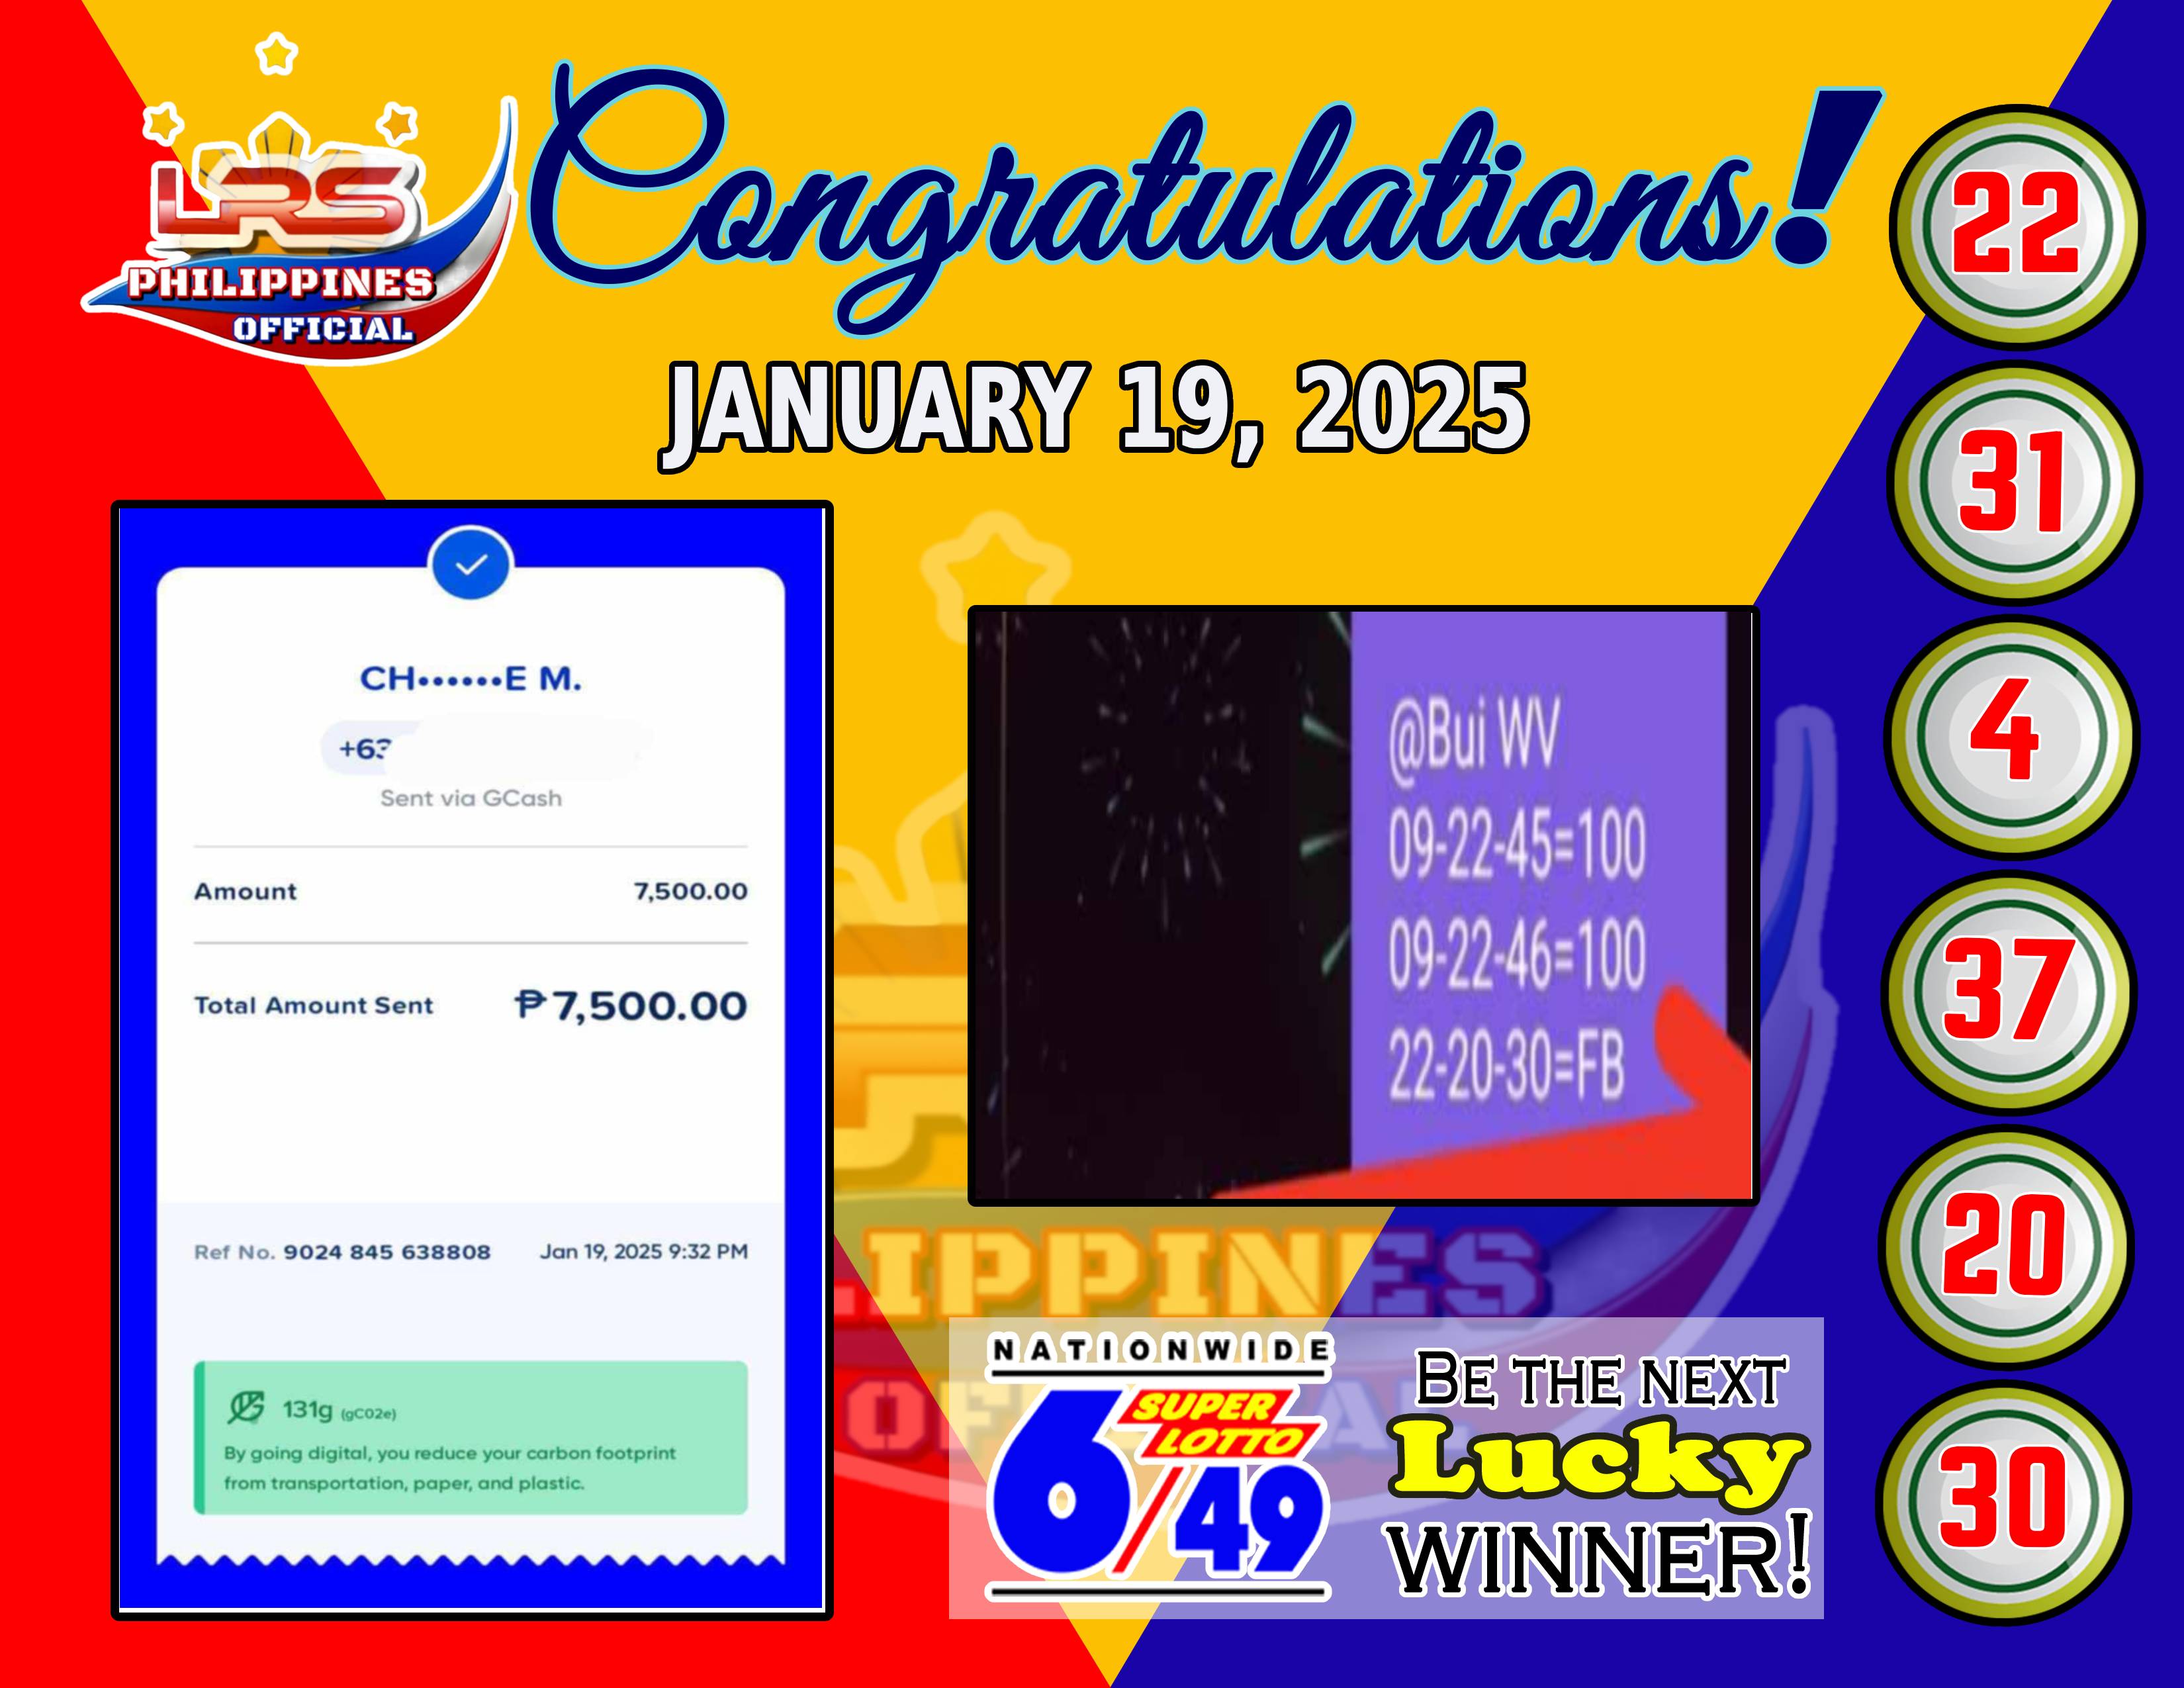 LRS
PHILIPPINES
OFFICIAL
Congratulations!
JANUARY 19, 2025
CH••••••E M.
+63
Sent via GCash
Amount 7,500.00
Total Amount Sent ₱7,500.00
Ref No. 9024 845 638808 Jan 19, 2025 9:32 PM
131g (gCO2e)
By going digital, you reduce your carbon footprint
from transportation, paper, and plastic.
@Bui WV
09-22-45=100
09-22-46=100
22-20-30=FB
NATIONWIDE
SUPER
LOTTO
6/49
BE THE NEXT
Lucky
WINNER!
22
31
4
37
20
30